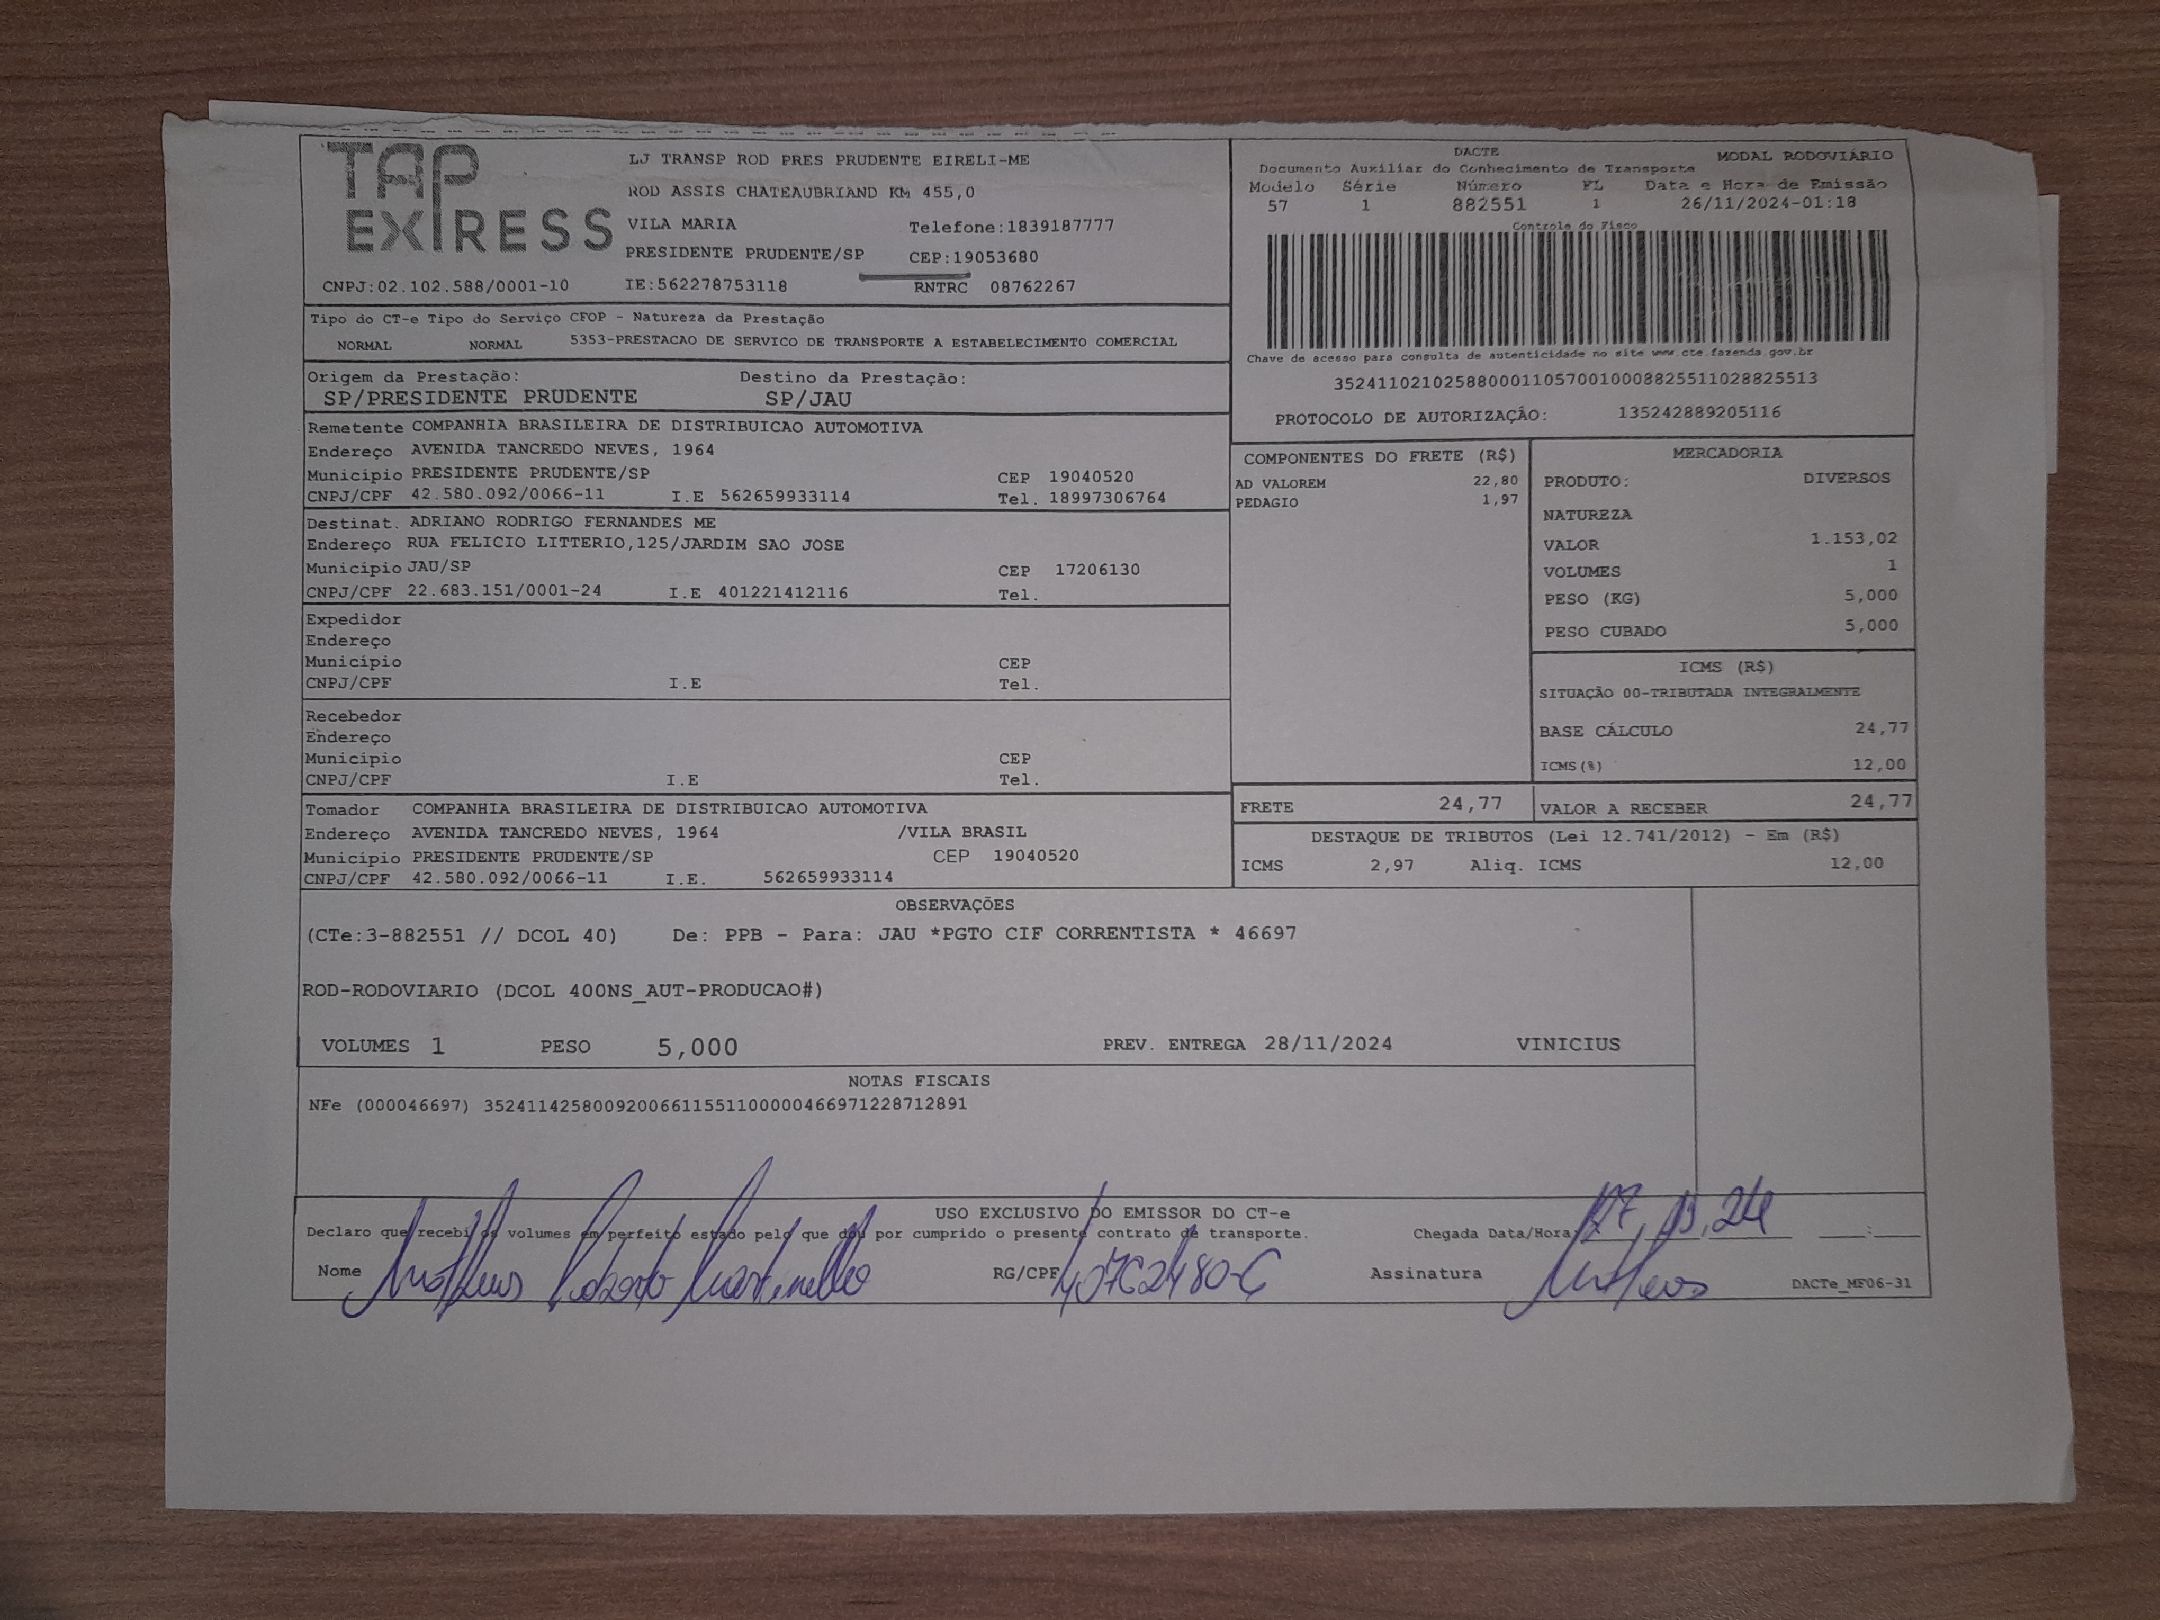 TAP
EXPRESS
LJ TRANSP ROD PRES PRUDENTE EIRELI-ME
ROD ASSIS CHATEAUBRIAND KM 455,0
VILA MARIA Telefone:1839187777
PRESIDENTE PRUDENTE/SP CEP:19053680
CNPJ:02.102.588/0001-10 IE:562278753118 RNTRC 08762267
DACTE MODAL RODOVIÁRIO
Documento Auxiliar do Conhecimento de Transporte
Modelo Série Número FL Data e Hora de Emissão
57 1 882551 1 26/11/2024-01:18
Controle do Fisco
Chave de acesso para consulta de autenticidade no site www.cte.fazenda.gov.br
35241102102588000110570010008825511028825513
PROTOCOLO DE AUTORIZAÇÃO: 135242889205116
Tipo do CT-e Tipo do Serviço CFOP - Natureza da Prestação
NORMAL NORMAL 5353-PRESTACAO DE SERVICO DE TRANSPORTE A ESTABELECIMENTO COMERCIAL
Origem da Prestação: Destino da Prestação:
SP/PRESIDENTE PRUDENTE SP/JAU
Remetente COMPANHIA BRASILEIRA DE DISTRIBUICAO AUTOMOTIVA
Endereço AVENIDA TANCREDO NEVES, 1964
Municipio PRESIDENTE PRUDENTE/SP CEP 19040520
CNPJ/CPF 42.580.092/0066-11 I.E 562659933114 Tel. 18997306764
Destinat. ADRIANO RODRIGO FERNANDES ME
Endereço RUA FELICIO LITTERIO,125/JARDIM SAO JOSE
Municipio JAU/SP CEP 17206130
CNPJ/CPF 22.683.151/0001-24 I.E 401221412116 Tel.
Expedidor
Endereço
Município CEP
CNPJ/CPF I.E Tel.
Recebedor
Endereço
Município CEP
CNPJ/CPF I.E Tel.
Tomador COMPANHIA BRASILEIRA DE DISTRIBUICAO AUTOMOTIVA
Endereço AVENIDA TANCREDO NEVES, 1964 /VILA BRASIL
Município PRESIDENTE PRUDENTE/SP CEP 19040520
CNPJ/CPF 42.580.092/0066-11 I.E. 562659933114
COMPONENTES DO FRETE (R$)
AD VALOREM 22,80
PEDAGIO 1,97
MERCADORIA
PRODUTO: DIVERSOS
NATUREZA
VALOR 1.153,02
VOLUMES 1
PESO (KG) 5,000
PESO CUBADO 5,000
ICMS (R$)
SITUAÇÃO 00-TRIBUTADA INTEGRALMENTE
BASE CÁLCULO 24,77
ICMS(%) 12,00
FRETE 24,77 VALOR A RECEBER 24,77
DESTAQUE DE TRIBUTOS (Lei 12.741/2012) - Em (R$)
ICMS 2,97 Aliq. ICMS 12,00
OBSERVAÇÕES
(CTe:3-882551 // DCOL 40) De: PPB - Para: JAU *PGTO CIF CORRENTISTA * 46697
ROD-RODOVIARIO (DCOL 400NS_AUT-PRODUCAO#)
VOLUMES 1 PESO 5,000 PREV. ENTREGA 28/11/2024 VINICIUS
NOTAS FISCAIS
NFe (000046697) 35241142580092006611551100000466971228712891
USO EXCLUSIVO DO EMISSOR DO CT-e
Declaro que recebi os volumes em perfeito estado pelo que dou por cumprido o presente contrato de transporte. Chegada Data/Hora:
Nome Matheus Roberto RG/CPF Assinatura Matheus DACTe_MF06-31